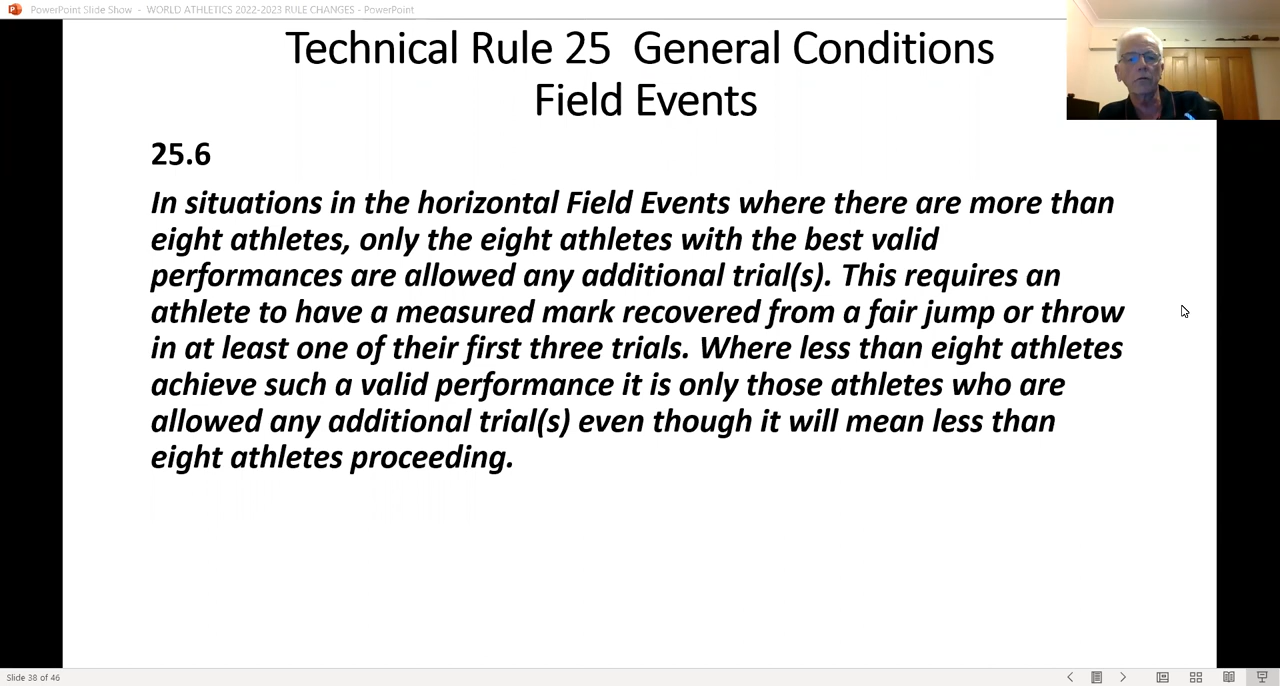 PowerPoint Slide Show - WORLD ATHLETICS 2022-2023 RULE CHANGES - PowerPoint
Technical Rule 25 General Conditions
Field Events
25.6
In situations in the horizontal Field Events where there are more than
eight athletes, only the eight athletes with the best valid
performances are allowed any additional trial(s). This requires an
athlete to have a measured mark recovered from a fair jump or throw
in at least one of their first three trials. Where less than eight athletes
achieve such a valid performance it is only those athletes who are
allowed any additional trial(s) even though it will mean less than
eight athletes proceeding.
Slide 38 of 46